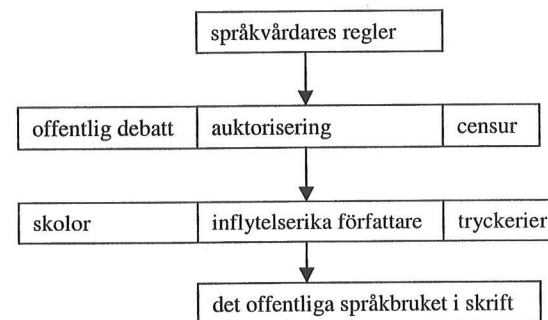 språkvårdares regler
offentlig debatt auktorisering censur
skolor inflytelserika författare tryckerier
det offentliga språkbruket i skrift